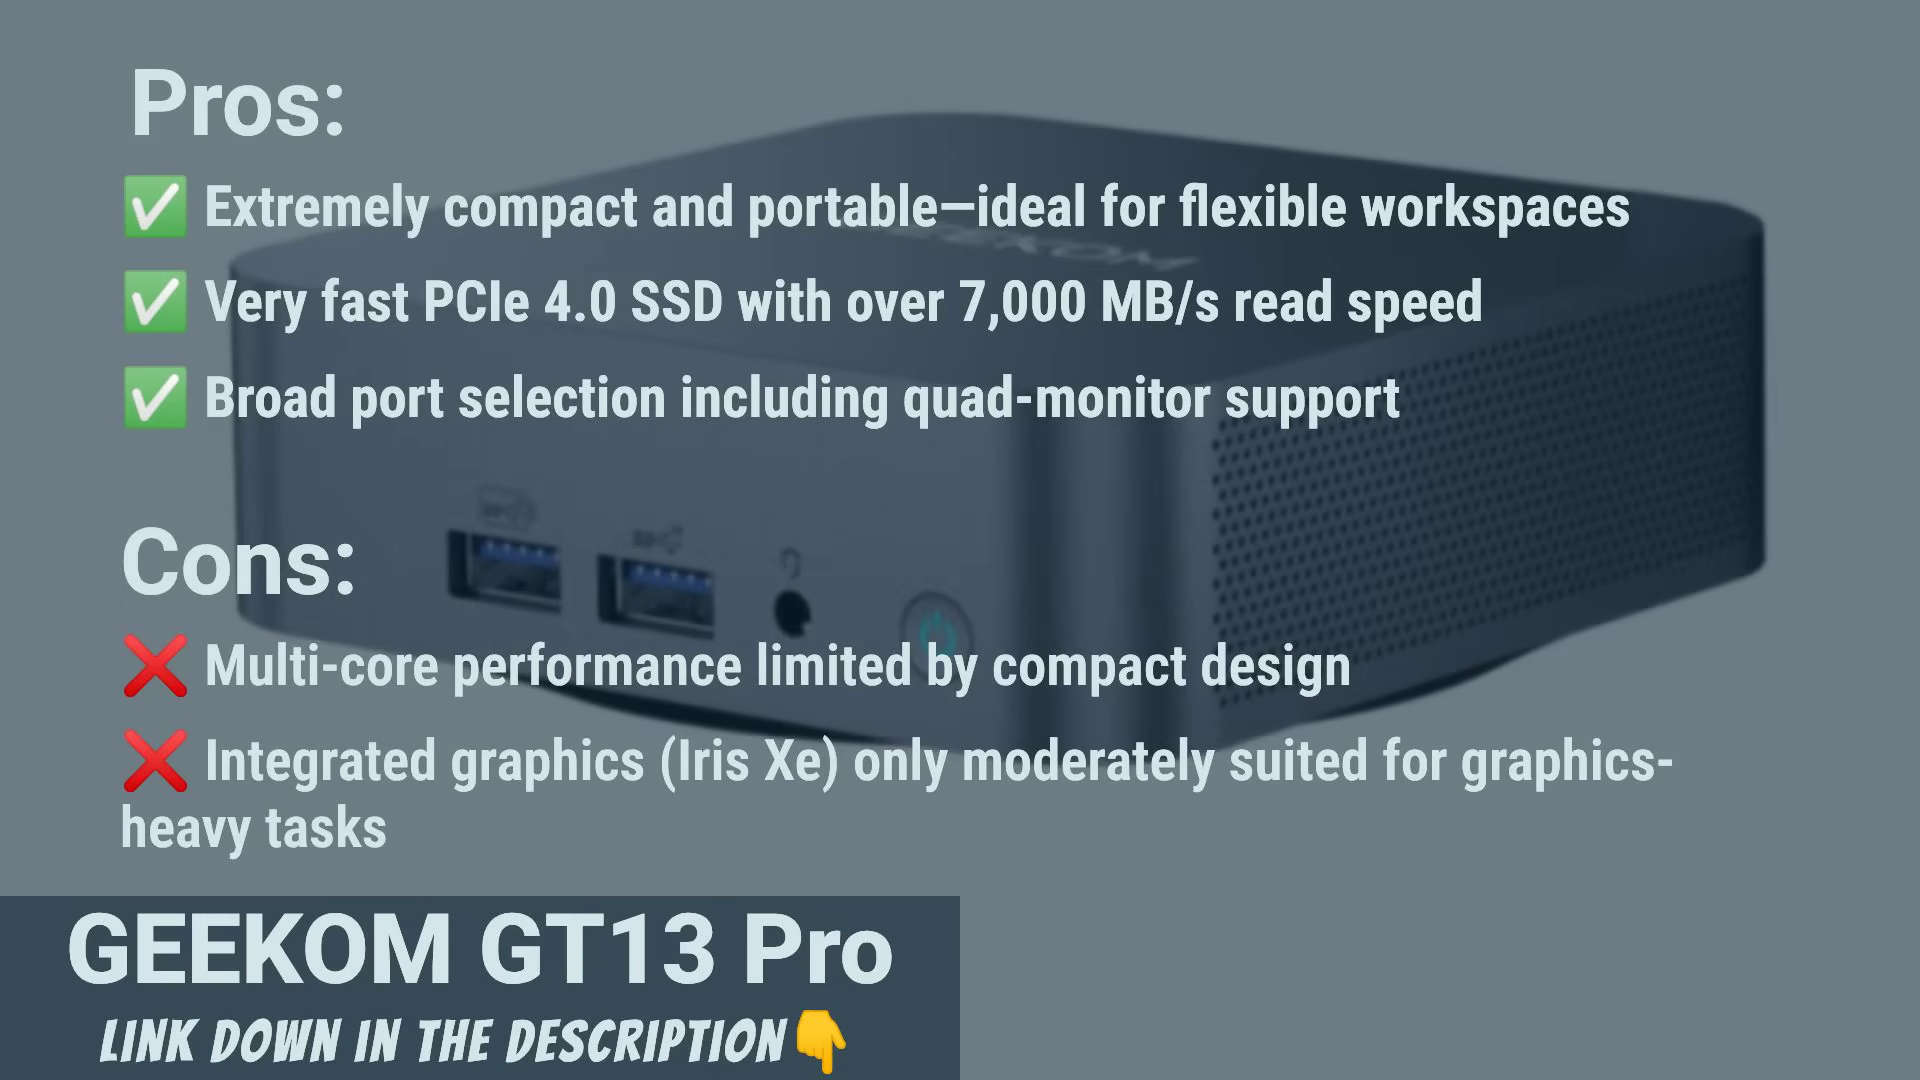 Pros:
✅ Extremely compact and portable—ideal for flexible workspaces
GEEKOM
✅ Very fast PCIe 4.0 SSD with over 7,000 MB/s read speed
✅ Broad port selection including quad-monitor support
Cons:
❌ Multi-core performance limited by compact design
❌ Integrated graphics (Iris Xe) only moderately suited for graphics-
heavy tasks
GEEKOM GT13 Pro
LINK DOWN IN THE DESCRIPTION👇